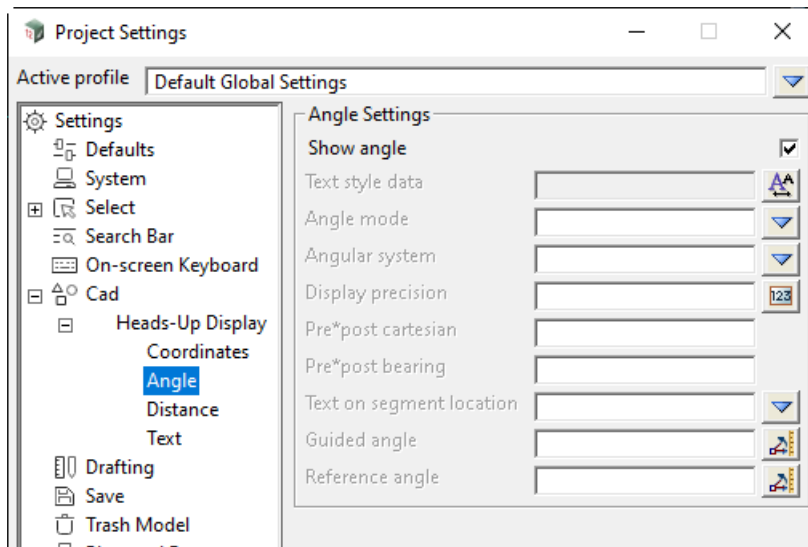 Project Settings
Active profile Default Global Settings
Settings
Defaults
System
Select
Search Bar
On-screen Keyboard
Cad
Heads-Up Display
Coordinates
Angle
Distance
Text
Drafting
Save
Trash Model
Angle Settings
Show angle
Text style data
Angle mode
Angular system
Display precision
123
Pre*post cartesian
Pre*post bearing
Text on segment location
Guided angle
Reference angle